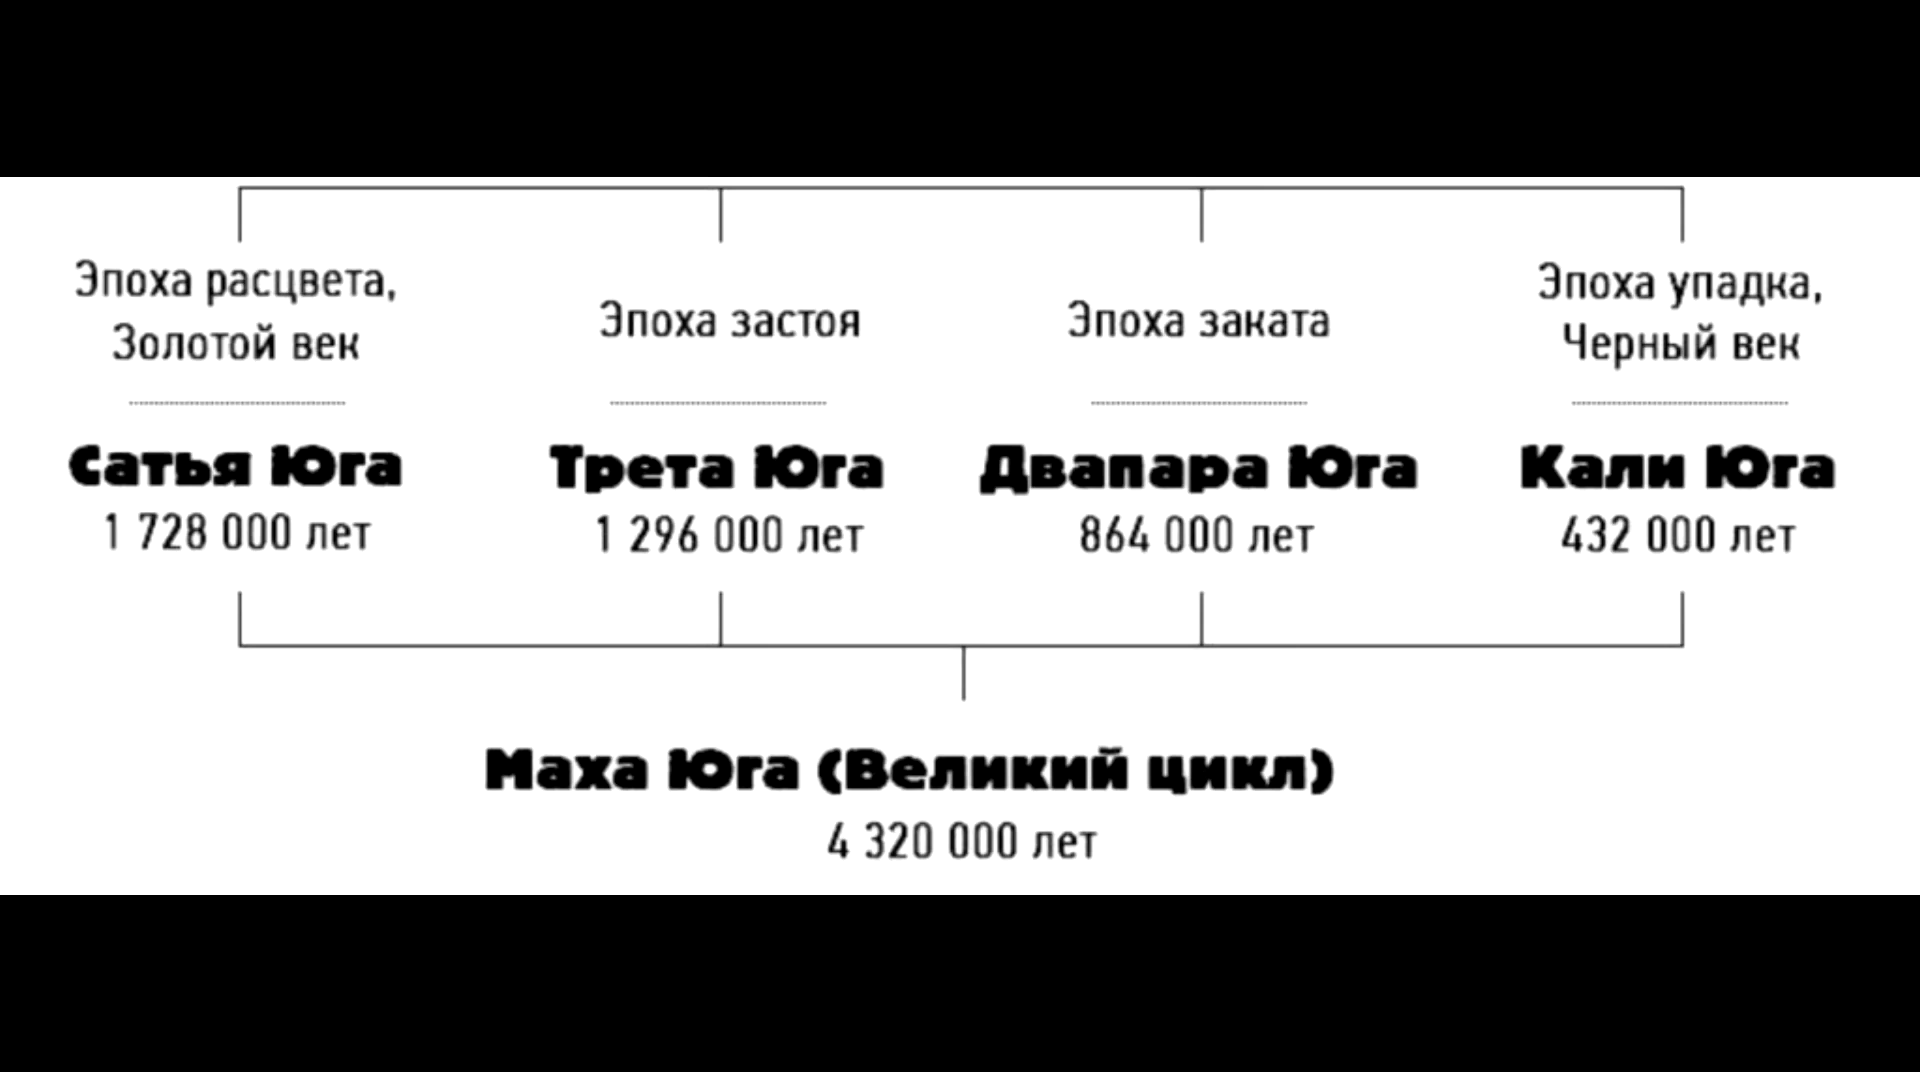 Эпоха расцвета,
Золотой век
Сатья Юга
1 728 000 лет
Эпоха застоя
Трета Юга
1 296 000 лет
Эпоха заката
Двапара Юга
864 000 лет
Эпоха упадка,
Черный век
Кали Юга
432 000 лет
Маха Юга (Великий цикл)
4 320 000 лет